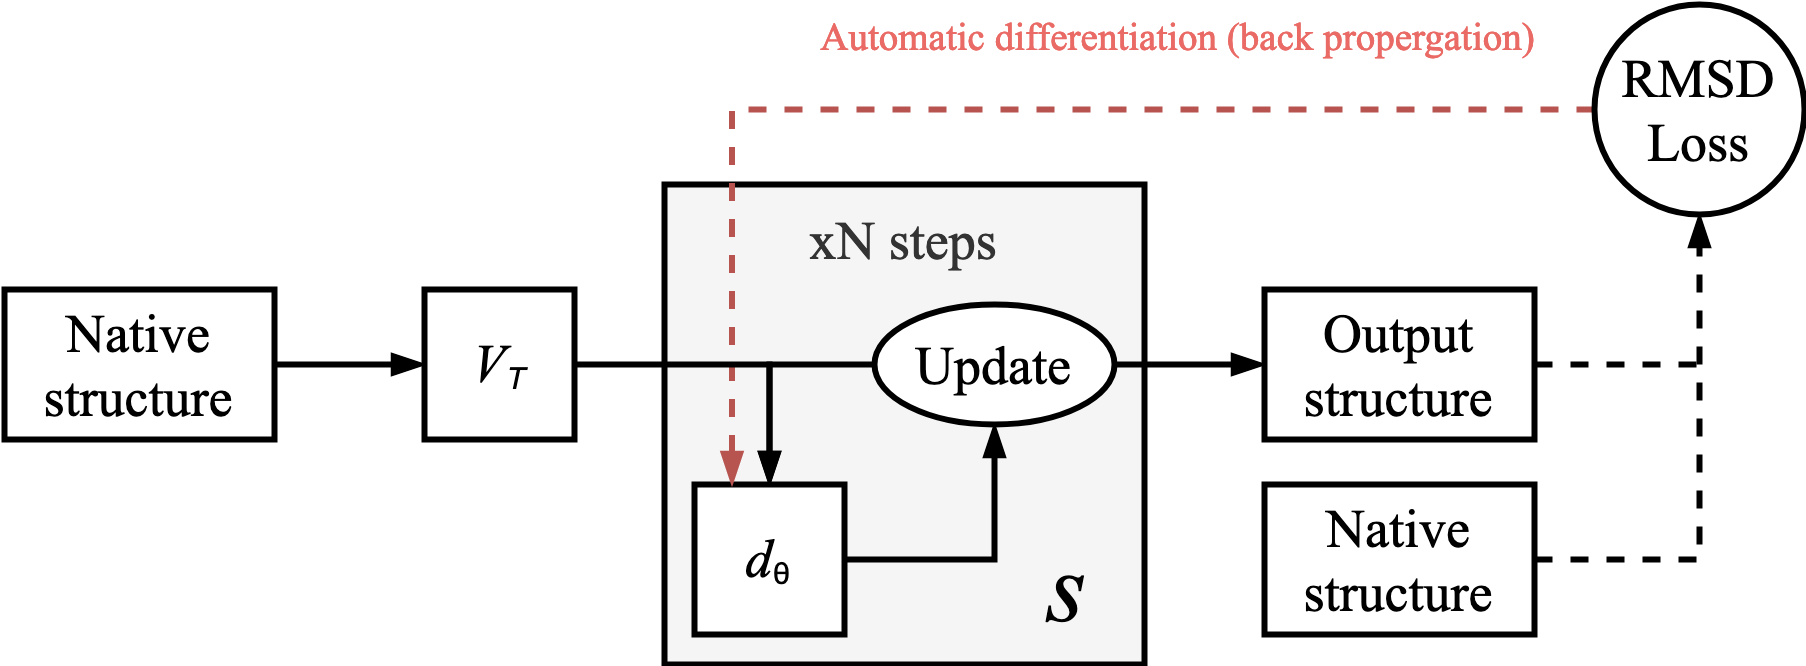 Automatic differentiation (back propergation)
RMSD
Loss
xN steps
Native
structure
V_T
Update
Output
structure
d_θ
S
Native
structure